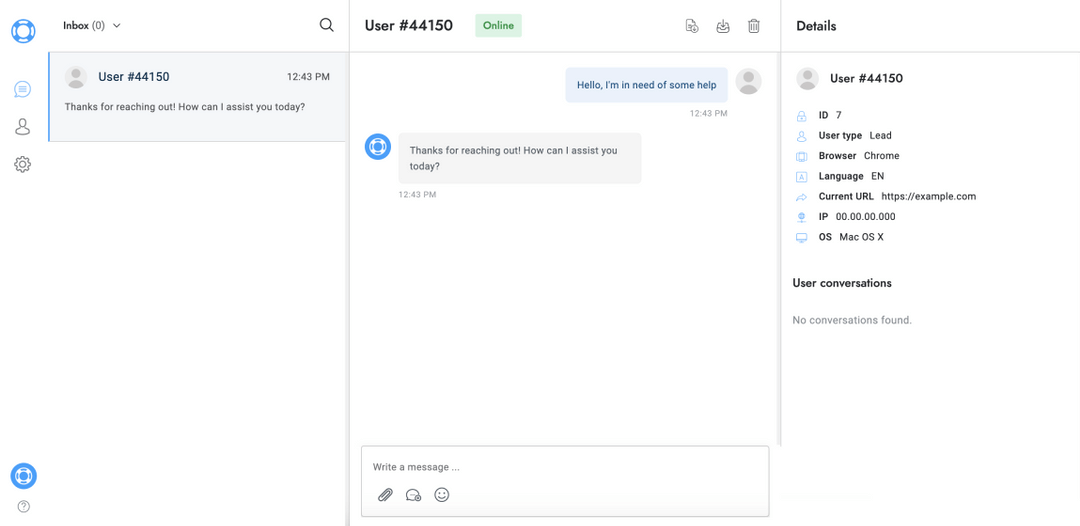 Inbox (0)
User #44150
12:43 PM
Thanks for reaching out! How can I assist you today?
User #44150
Online
Hello, I'm in need of some help
12:43 PM
Thanks for reaching out! How can I assist you
today?
12:43 PM
Write a message ...
Details
User #44150
ID 7
User type Lead
Browser Chrome
A
Language EN
Current URL https://example.com
IP 00.00.00.000
OS Mac OS X
User conversations
No conversations found.
?